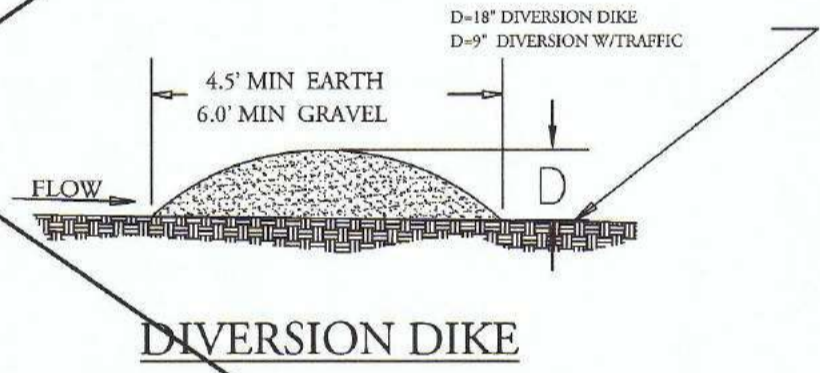 D=18" DIVERSION DIKE
D=9" DIVERSION W/TRAFFIC
4.5' MIN EARTH
6.0' MIN GRAVEL
FLOW
D
DIVERSION DIKE